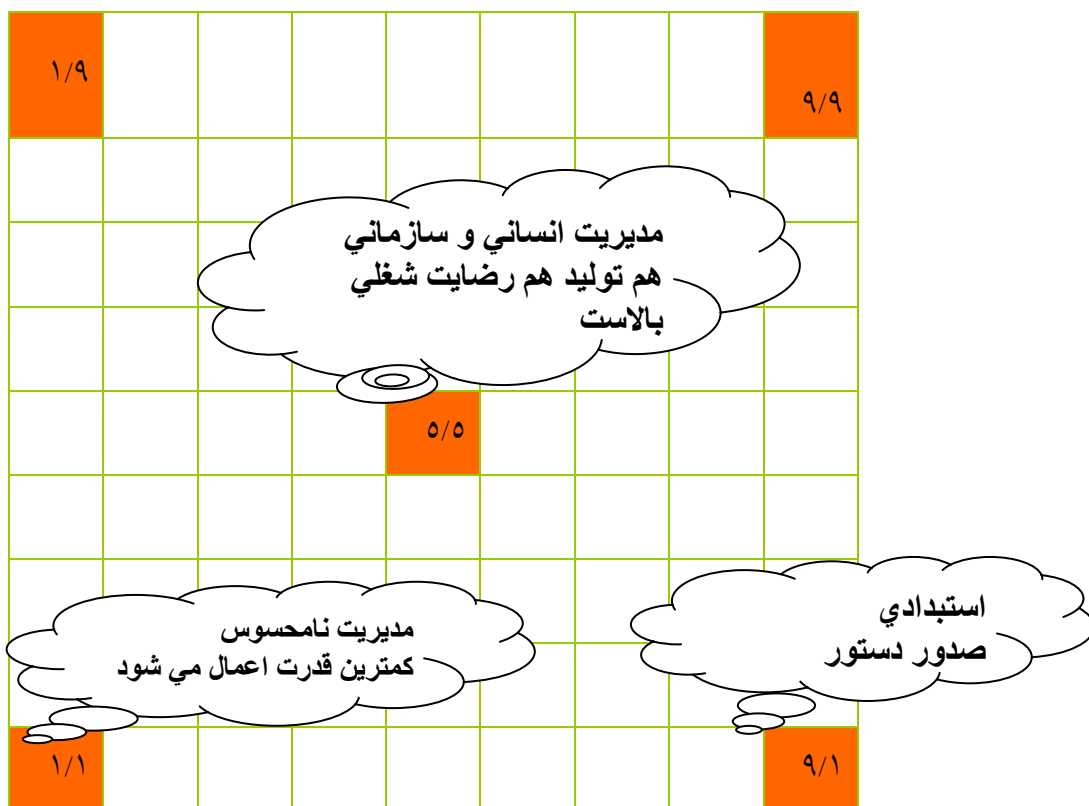 ۱/۹
۹/۹
مديريت انساني و سازماني
هم توليد هم رضايت شغلي
بالاست
۵/۵
مديريت نامحسوس
كمترين قدرت اعمال مي شود
استبدادي
صدور دستور
۱/۱
۹/۱